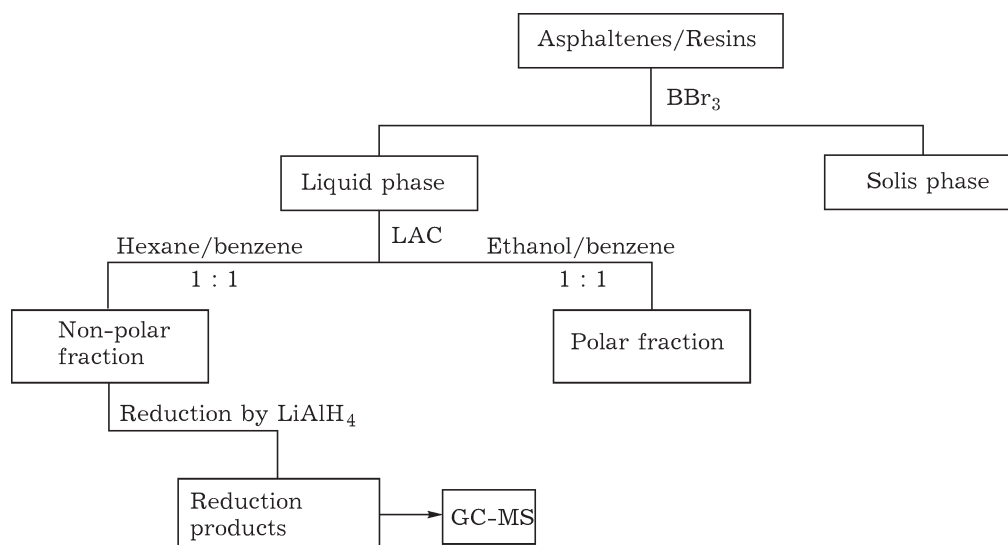 Asphaltenes/Resins
BBr₃
Liquid phase
Solis phase
LAC
Hexane/benzene
1 : 1
Ethanol/benzene
1 : 1
Non-polar
fraction
Polar fraction
Reduction by LiAlH₄
Reduction
products
GC-MS